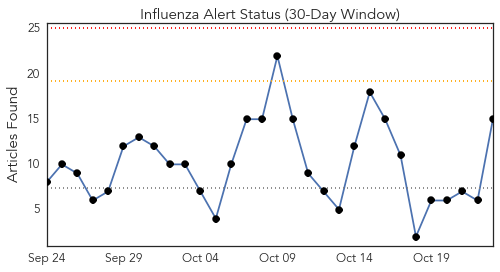 Influenza Alert Status (30-Day Window)
Articles Found
25
20
15
10
5
Sep 24 Sep 29 Oct 04 Oct 09 Oct 14 Oct 19